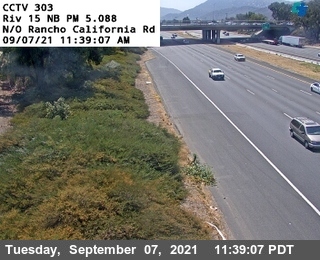 CCTV 303
Riv 15 NB PM 5.088
N/O Rancho California Rd
09/07/21 11:39:07 AM
Tuesday, September 07, 2021 11:39:07 PDT